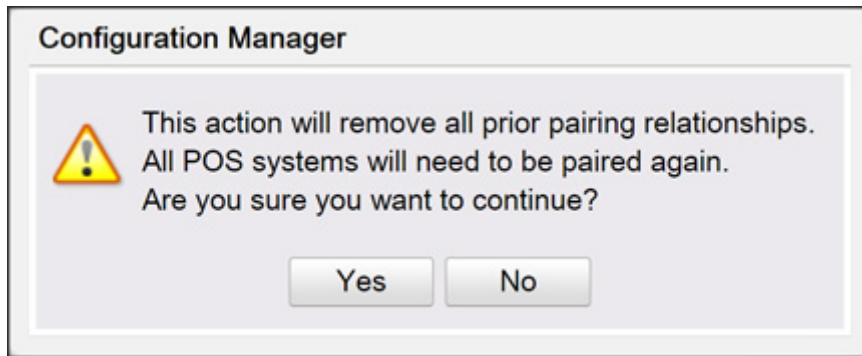 Configuration Manager
This action will remove all prior pairing relationships.
All POS systems will need to be paired again.
Are you sure you want to continue?
Yes No